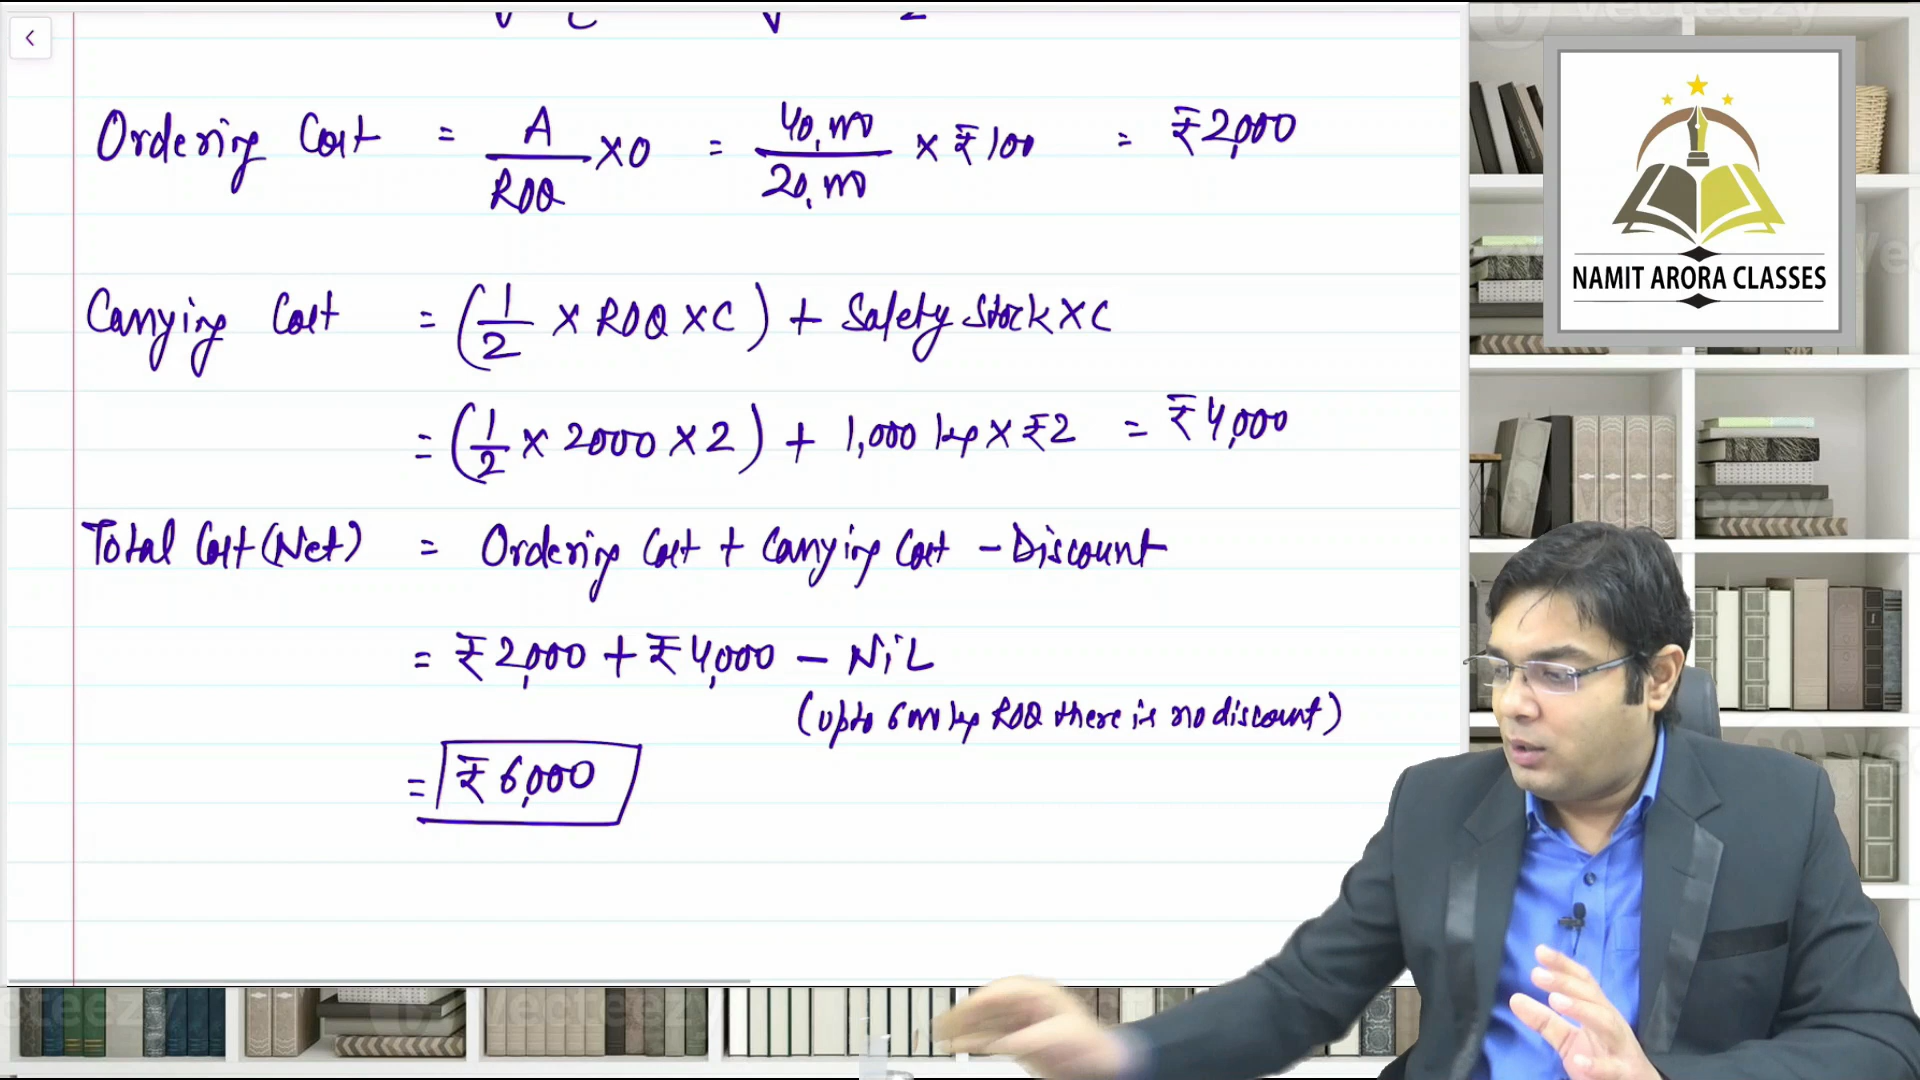 Ordering Cost = A / ROQ × O = 40,000 / 20,00 × ₹100 = ₹2,000
Carrying Cost = (1/2 × ROQ × C) + Safety Stock × C
= (1/2 × 2000 × 2) + 1,000 kg × ₹2 = ₹4,000
Total Cost (Net) = Ordering Cost + Carrying Cost - Discount
= ₹2,000 + ₹4,000 - NiL
(upto 6000 kg ROQ there is no discount)
= ₹6,000
NAMIT ARORA CLASSES